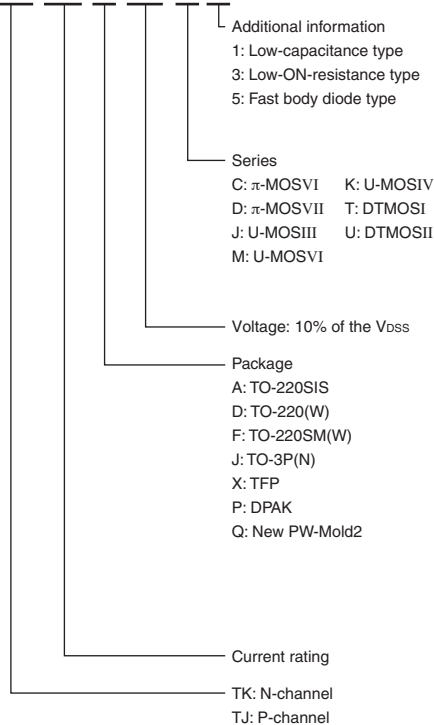 Additional information
1: Low-capacitance type
3: Low-ON-resistance type
5: Fast body diode type
Series
C: π-MOSVI K: U-MOSIV
D: π-MOSVII T: DTMOSI
J: U-MOSIII U: DTMOSII
M: U-MOSVI
Voltage: 10% of the VDSS
Package
A: TO-220SIS
D: TO-220(W)
F: TO-220SM(W)
J: TO-3P(N)
X: TFP
P: DPAK
Q: New PW-Mold2
Current rating
TK: N-channel
TJ: P-channel